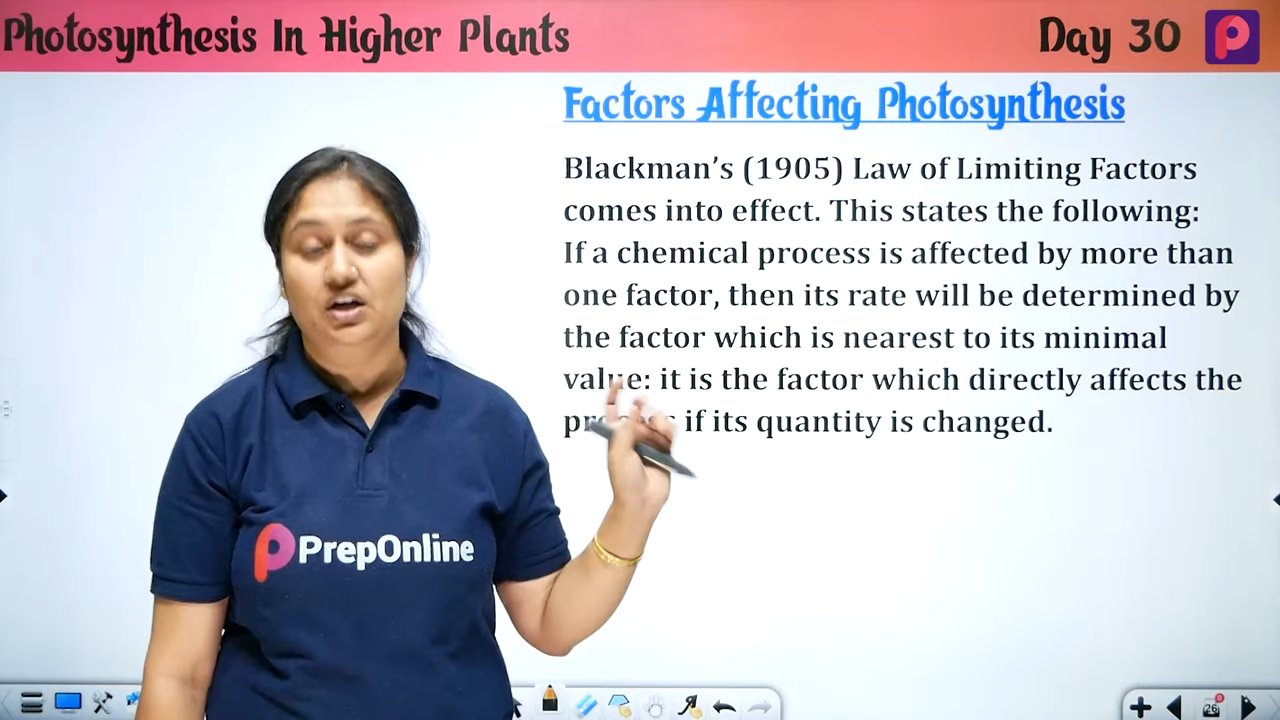 Photosynthesis In Higher Plants
Day 30
Factors Affecting Photosynthesis
Blackman’s (1905) Law of Limiting Factors
comes into effect. This states the following:
If a chemical process is affected by more than
one factor, then its rate will be determined by
the factor which is nearest to its minimal
value: it is the factor which directly affects the
process if its quantity is changed.
PrepOnline
26